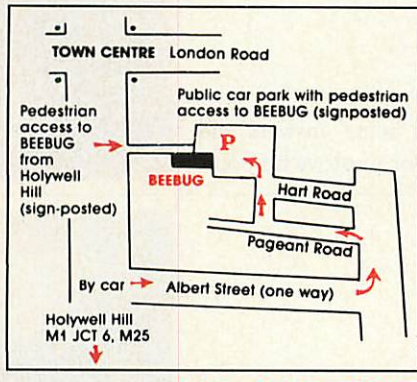 TOWN CENTRE London Road
Public car park with pedestrian
access to BEEBUG (signposted)
Pedestrian
access to
BEEBUG
from
Holywell
Hill
(sign-posted)
P
BEEBUG
Hart Road
Pageant Road
By car
Albert Street (one way)
Holywell Hill
M1 JCT 6, M25